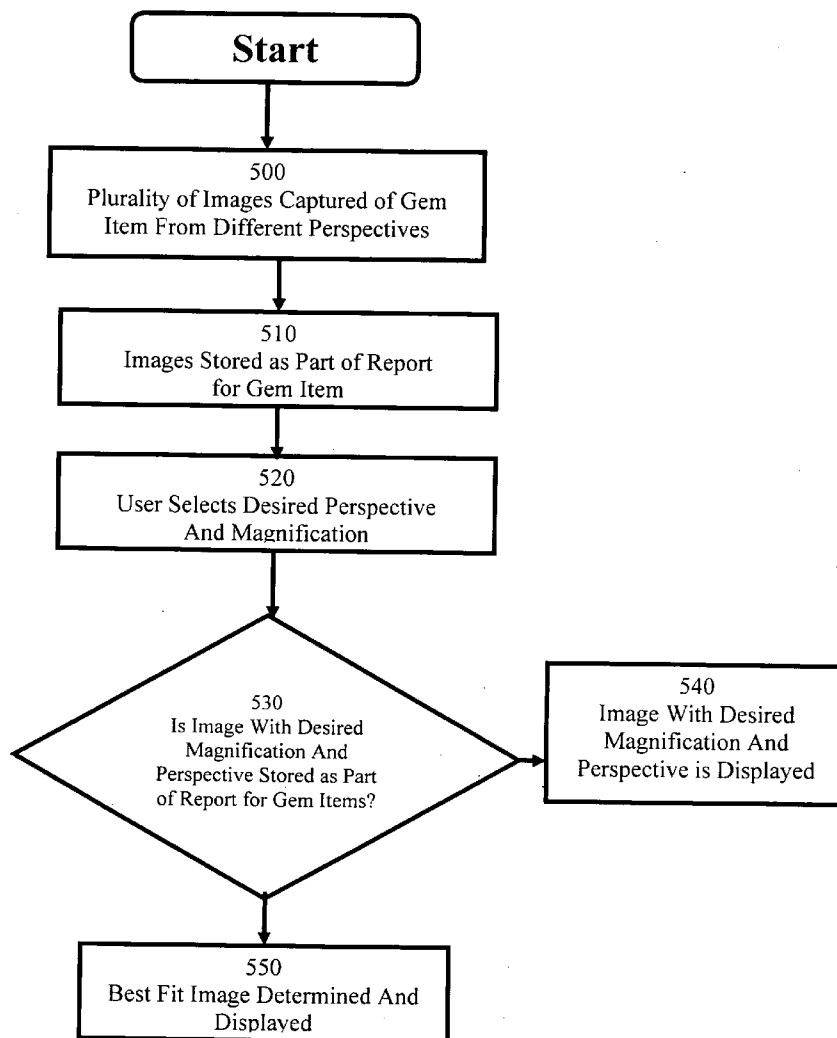 Start
500
Plurality of Images Captured of Gem
Item From Different Perspectives
510
Images Stored as Part of Report
for Gem Item
520
User Selects Desired Perspective
And Magnification
530
Is Image With Desired
Magnification And
Perspective Stored as Part
of Report for Gem Items?
540
Image With Desired
Magnification And
Perspective is Displayed
550
Best Fit Image Determined And
Displayed